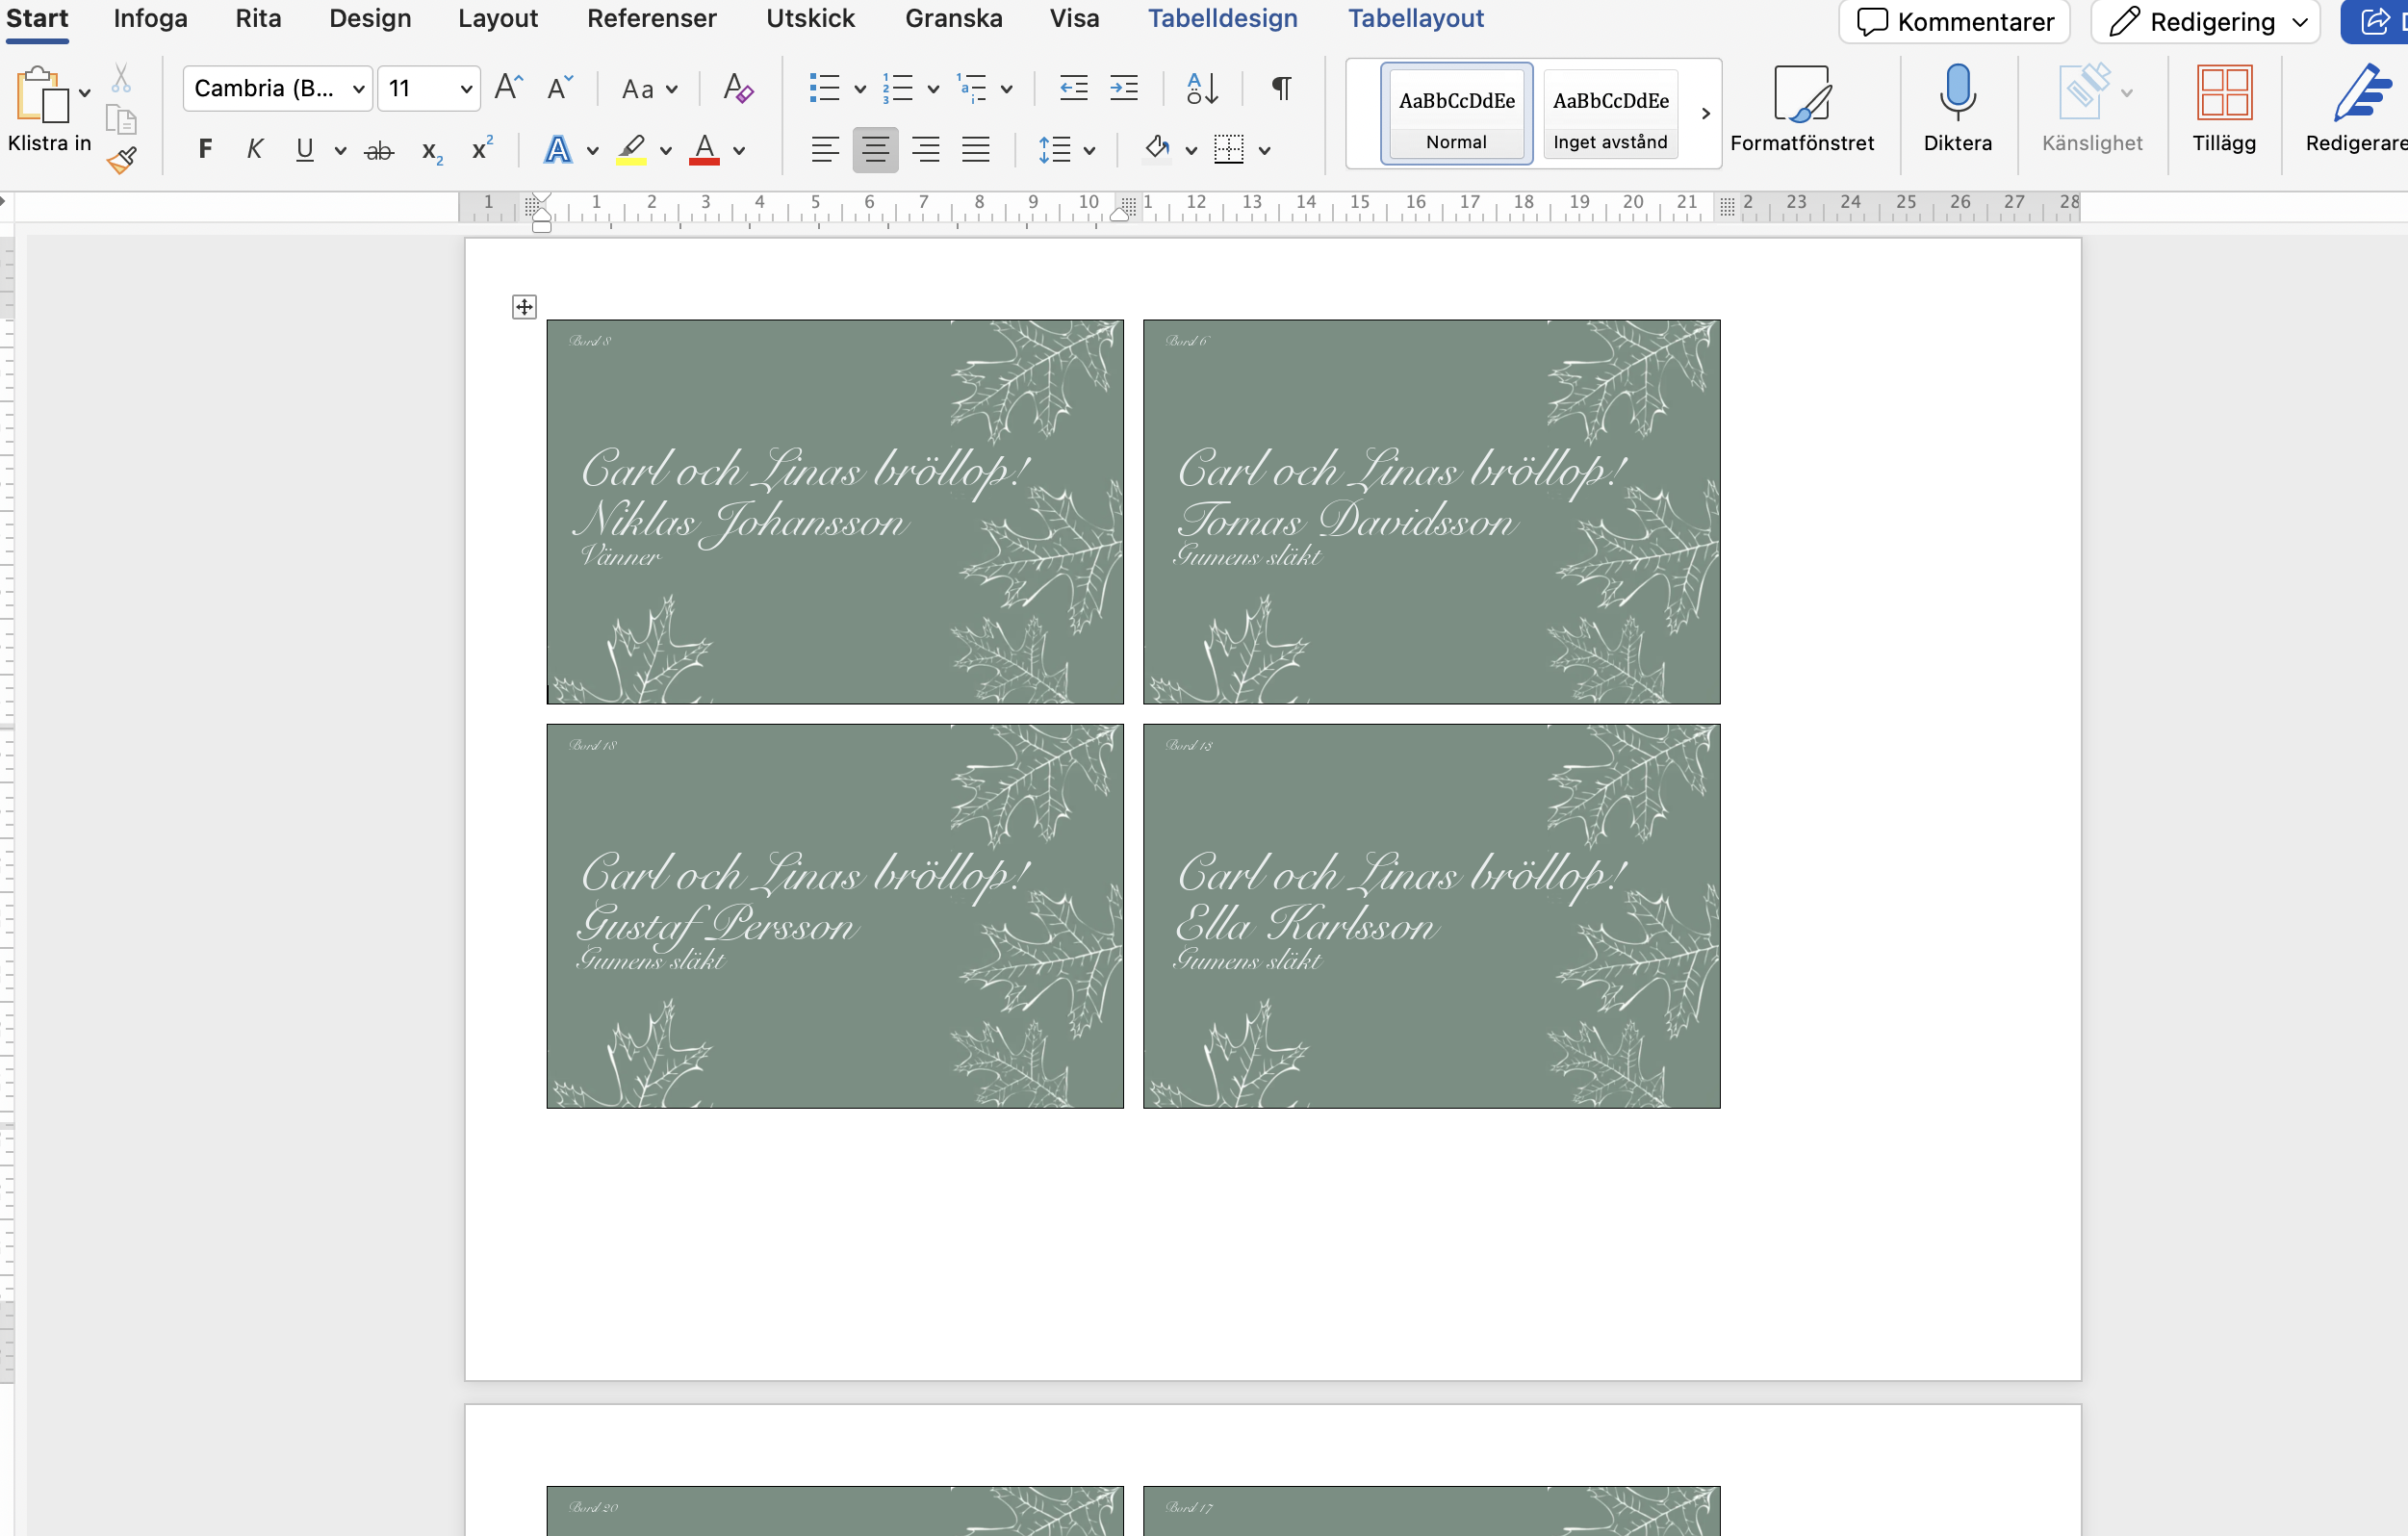 Start Infoga Rita Design Layout Referenser Utskick Granska Visa Tabelldesign Tabellayout Kommentarer Redigering
Cambria (B... 11 Aa
Klistra in F K U ab x2 x2 A A
AaBbCcDdEe AaBbCcDdEe
Normal Inget avstånd Formatfönstret Diktera Känslighet Tillägg Redigerare
1 1 2 3 4 5 6 7 8 9 10 1 12 13 14 15 16 17 18 19 20 21 2 23 24 25 26 27 28
Bord 8
Carl och Linas bröllop!
Niklas Johansson
Vänner
Bord 6
Carl och Linas bröllop!
Tomas Davidsson
Gumens släkt
Bord 18
Carl och Linas bröllop!
Gustaf Persson
Gumens släkt
Bord 13
Carl och Linas bröllop!
Ella Karlsson
Gumens släkt
Bord 20
Bord 17